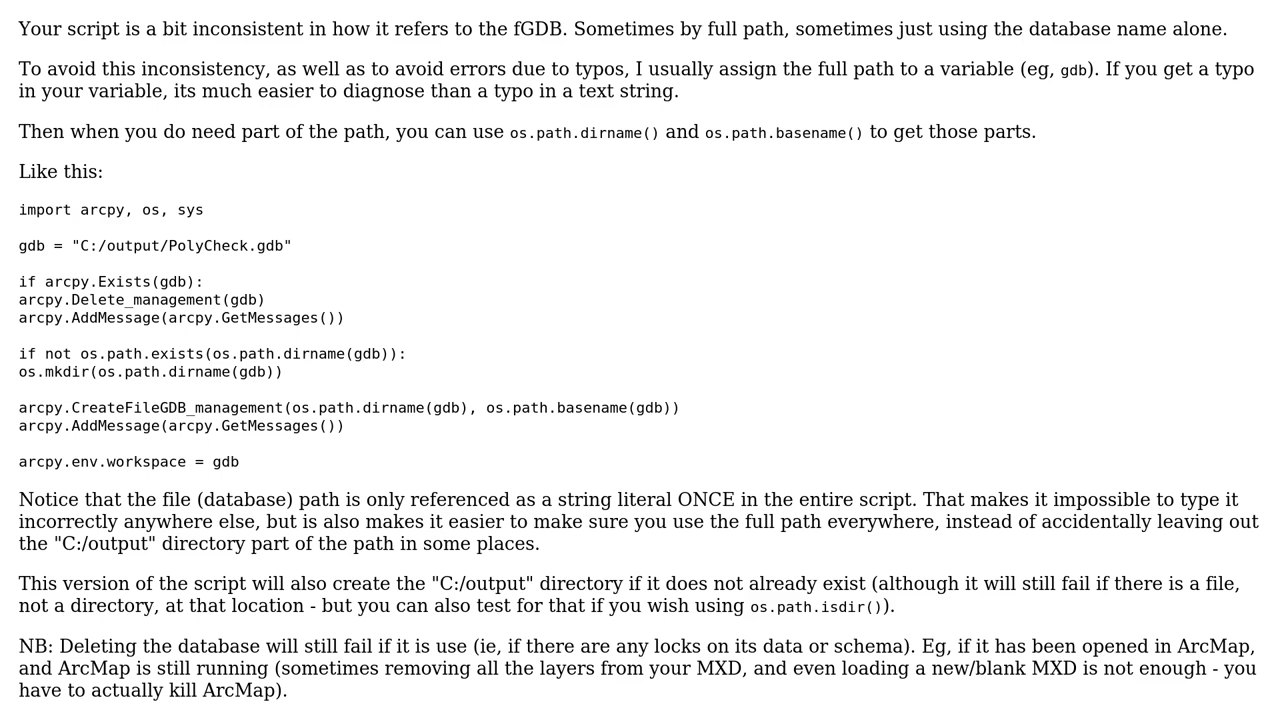 Your script is a bit inconsistent in how it refers to the fGDB. Sometimes by full path, sometimes just using the database name alone.
To avoid this inconsistency, as well as to avoid errors due to typos, I usually assign the full path to a variable (eg, gdb). If you get a typo
in your variable, its much easier to diagnose than a typo in a text string.
Then when you do need part of the path, you can use os.path.dirname() and os.path.basename() to get those parts.
Like this:
import arcpy, os, sys
gdb = "C:/output/PolyCheck.gdb"
if arcpy.Exists(gdb):
arcpy.Delete_management(gdb)
arcpy.AddMessage(arcpy.GetMessages())
if not os.path.exists(os.path.dirname(gdb)):
os.mkdir(os.path.dirname(gdb))
arcpy.CreateFileGDB_management(os.path.dirname(gdb), os.path.basename(gdb))
arcpy.AddMessage(arcpy.GetMessages())
arcpy.env.workspace = gdb
Notice that the file (database) path is only referenced as a string literal ONCE in the entire script. That makes it impossible to type it
incorrectly anywhere else, but is also makes it easier to make sure you use the full path everywhere, instead of accidentally leaving out
the "C:/output" directory part of the path in some places.
This version of the script will also create the "C:/output" directory if it does not already exist (although it will still fail if there is a file,
not a directory, at that location - but you can also test for that if you wish using os.path.isdir()).
NB: Deleting the database will still fail if it is use (ie, if there are any locks on its data or schema). Eg, if it has been opened in ArcMap,
and ArcMap is still running (sometimes removing all the layers from your MXD, and even loading a new/blank MXD is not enough - you
have to actually kill ArcMap).